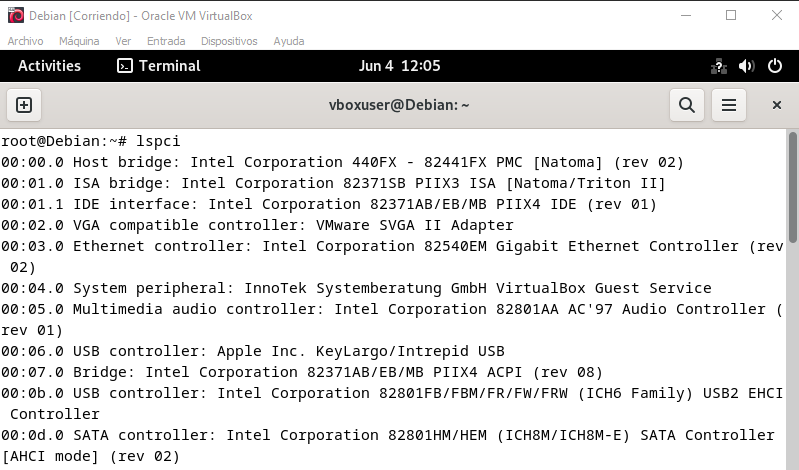 Debian [Corriendo] - Oracle VM VirtualBox
Archivo Máquina Ver Entrada Dispositivos Ayuda
Activities Terminal Jun 4 12:05
vboxuser@Debian: ~
root@Debian:~# lspci
00:00.0 Host bridge: Intel Corporation 440FX - 82441FX PMC [Natoma] (rev 02)
00:01.0 ISA bridge: Intel Corporation 82371SB PIIX3 ISA [Natoma/Triton II]
00:01.1 IDE interface: Intel Corporation 82371AB/EB/MB PIIX4 IDE (rev 01)
00:02.0 VGA compatible controller: VMware SVGA II Adapter
00:03.0 Ethernet controller: Intel Corporation 82540EM Gigabit Ethernet Controller (rev
02)
00:04.0 System peripheral: InnoTek Systemberatung GmbH VirtualBox Guest Service
00:05.0 Multimedia audio controller: Intel Corporation 82801AA AC'97 Audio Controller (
rev 01)
00:06.0 USB controller: Apple Inc. KeyLargo/Intrepid USB
00:07.0 Bridge: Intel Corporation 82371AB/EB/MB PIIX4 ACPI (rev 08)
00:0b.0 USB controller: Intel Corporation 82801FB/FBM/FR/FW/FRW (ICH6 Family) USB2 EHCI
Controller
00:0d.0 SATA controller: Intel Corporation 82801HM/HEM (ICH8M/ICH8M-E) SATA Controller
[AHCI mode] (rev 02)